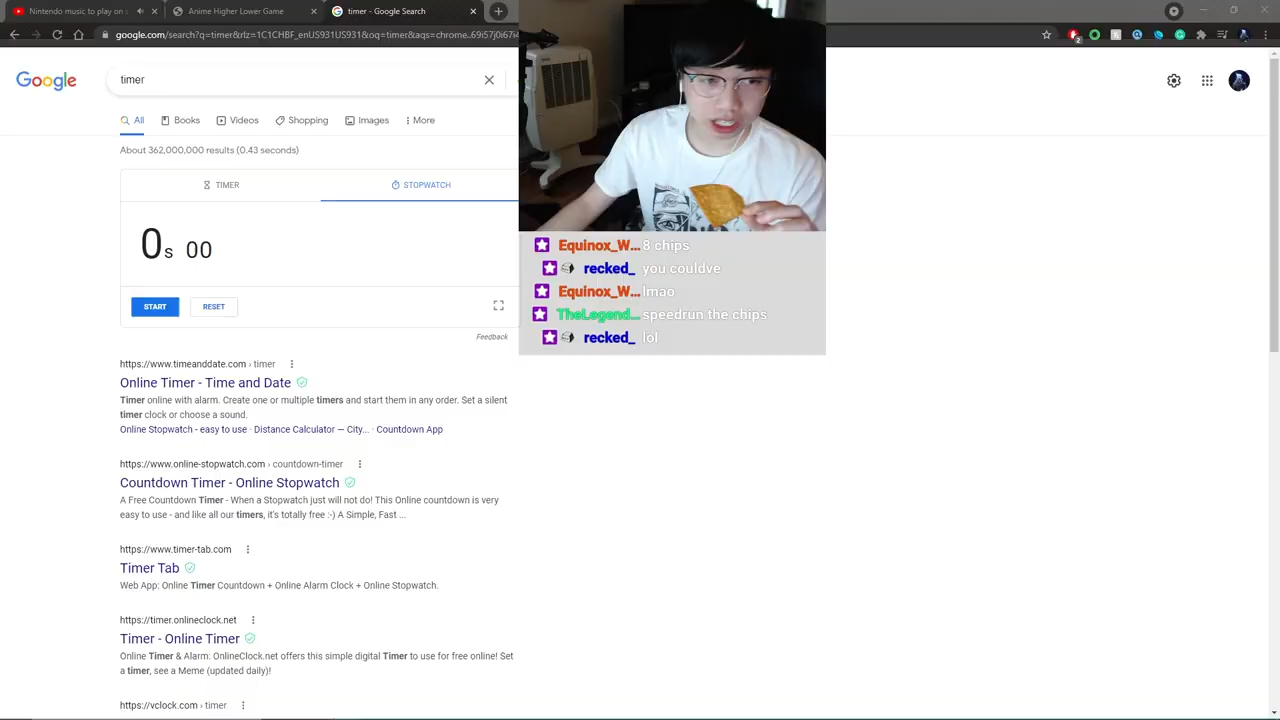 Nintendo music to play on s
Anime Higher Lower Game
timer - Google Search
google.com/search?q=timer&rlz=1C1CHBF_enUS931US931&oq=timer&aqs=chrome..69i57j0i67i4
2
Google
timer
All
Books
Videos
Shopping
Images
More
About 362,000,000 results (0.43 seconds)
TIMER
STOPWATCH
0s 00
START
RESET
Feedback
Equinox_W... 8 chips
recked_ you couldve
Equinox_W... lmao
TheLegend... speedrun the chips
recked_ lol
https://www.timeanddate.com › timer
Online Timer - Time and Date
Timer online with alarm. Create one or multiple timers and start them in any order. Set a silent
timer clock or choose a sound.
Online Stopwatch - easy to use · Distance Calculator — City... · Countdown App
https://www.online-stopwatch.com › countdown-timer
Countdown Timer - Online Stopwatch
A Free Countdown Timer - When a Stopwatch just will not do! This Online countdown is very
easy to use - and like all our timers, it's totally free :-) A Simple, Fast ...
https://www.timer-tab.com
Timer Tab
Web App: Online Timer Countdown + Online Alarm Clock + Online Stopwatch.
https://timer.onlineclock.net
Timer - Online Timer
Online Timer & Alarm: OnlineClock.net offers this simple digital Timer to use for free online! Set
a timer, see a Meme (updated daily)!
https://vclock.com › timer